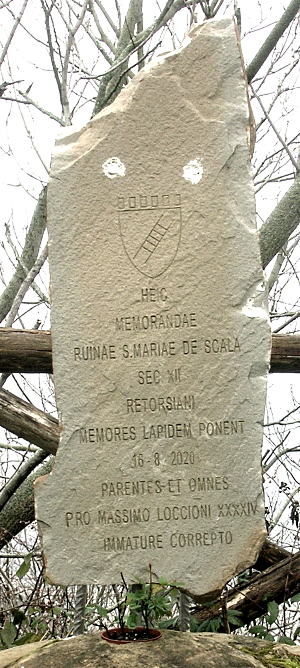 HEIC
MEMORANDAE
RUINAE S.MARIAE DE SCALA
SEC XII
RETORSIANI
MEMORES LAPIDEM PONENT
16-8 2020
PARENTES ET OMNES
PRO MASSIMO LOCCIONI XXXXIV
IMMATURE CORREPTO